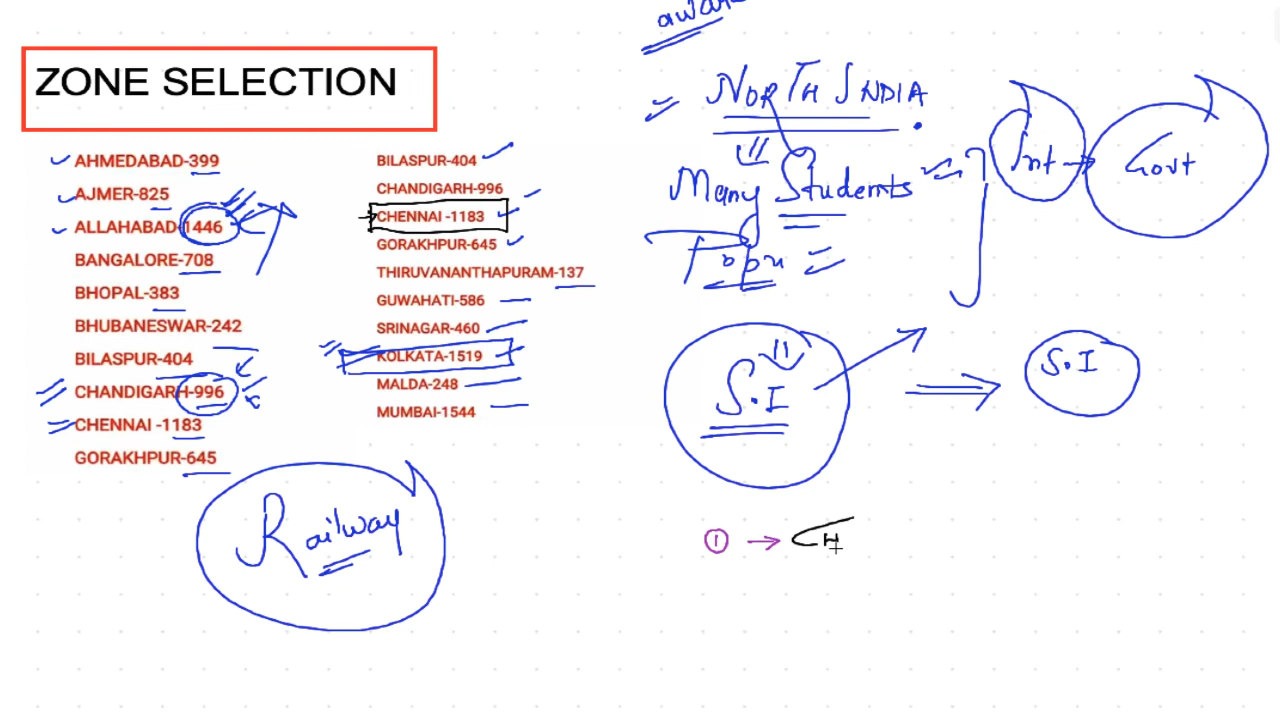 ZONE SELECTION
AHMEDABAD-399
AJMER-825
ALLAHABAD-1446
BANGALORE-708
BHOPAL-383
BHUBANESWAR-242
BILASPUR-404
CHANDIGARH-996
CHENNAI -1183
GORAKHPUR-645
BILASPUR-404
CHANDIGARH-996
CHENNAI -1183
GORAKHPUR-645
THIRUVANANTHAPURAM-137
GUWAHATI-586
SRINAGAR-460
KOLKATA-1519
MALDA-248
MUMBAI-1544
Railway
NORTH INDIA
Many Students
Int → Govt
S.I
S.I
① → CH